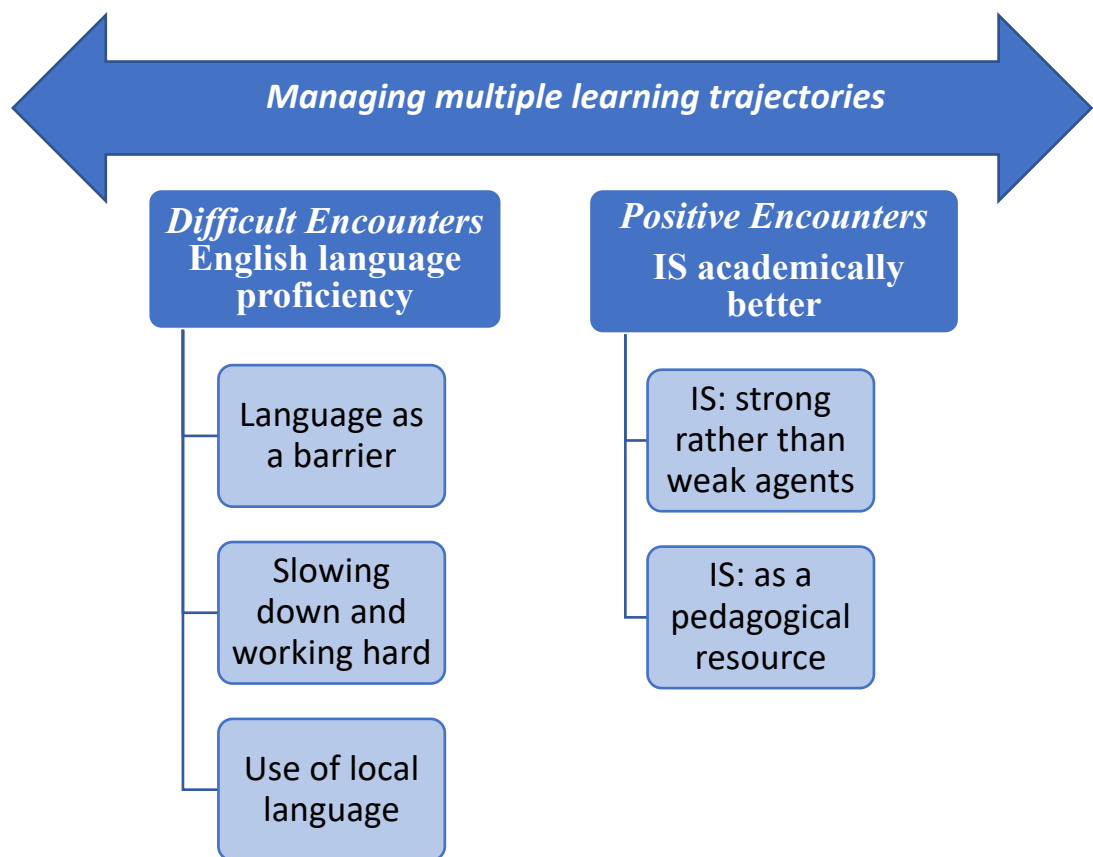 Managing multiple learning trajectories
Difficult Encounters
English language
proficiency
Language as
a barrier
Slowing
down and
working hard
Use of local
language
Positive Encounters
IS academically
better
IS: strong
rather than
weak agents
IS: as a
pedagogical
resource